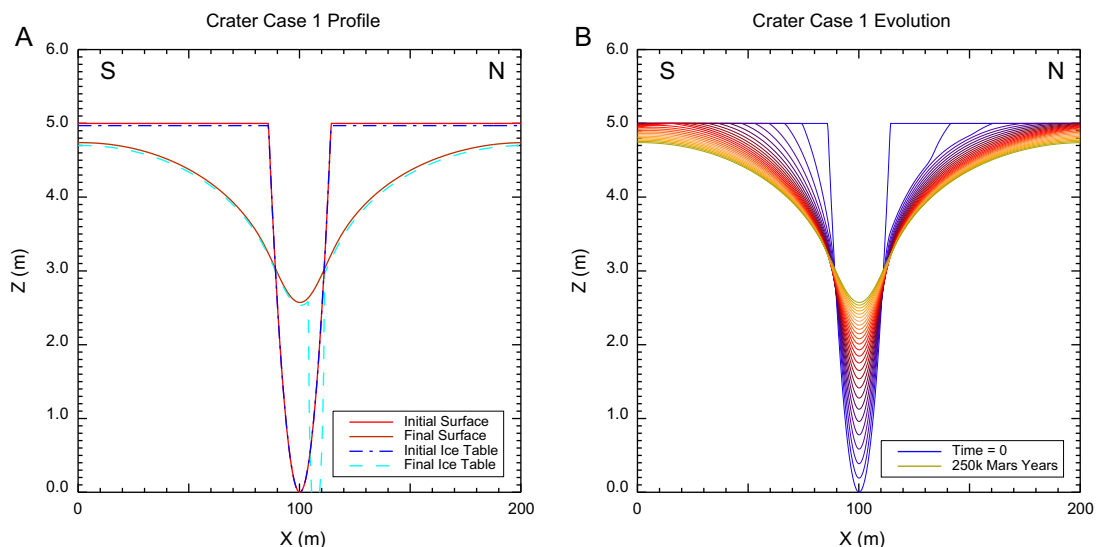 Crater Case 1 Profile
A
S
N
6.0
5.0
4.0
3.0
2.0
1.0
0.0
Z (m)
0
100
200
X (m)
Initial Surface
Final Surface
Initial Ice Table
Final Ice Table
Crater Case 1 Evolution
B
S
N
6.0
5.0
4.0
3.0
2.0
1.0
0.0
Z (m)
0
100
200
X (m)
Time = 0
250k Mars Years